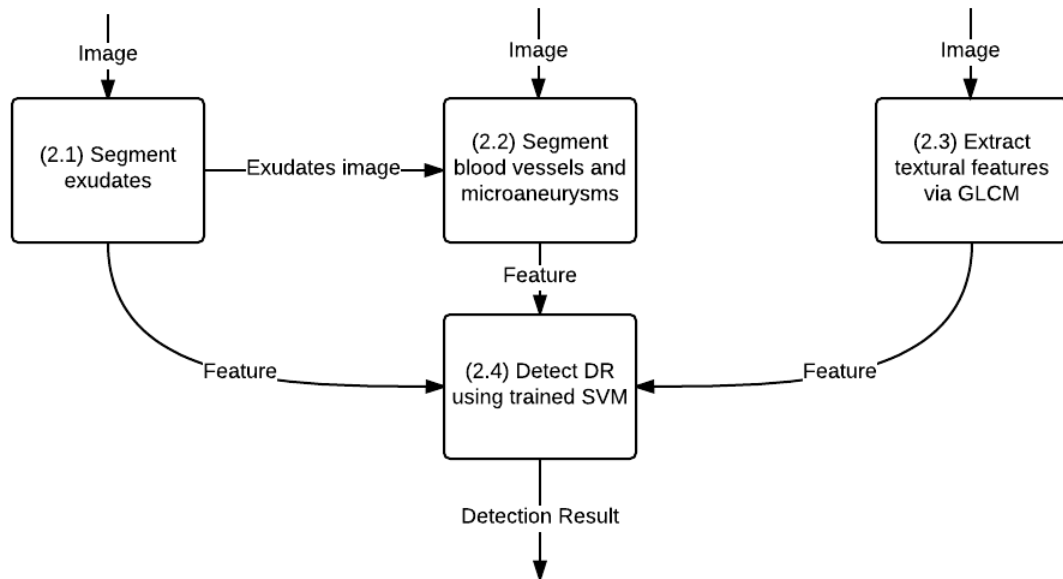 Image
Image
Image
(2.1) Segment
exudates
Exudates image
(2.2) Segment
blood vessels and
microaneurysms
(2.3) Extract
textural features
via GLCM
Feature
Feature
(2.4) Detect DR
using trained SVM
Feature
Detection Result